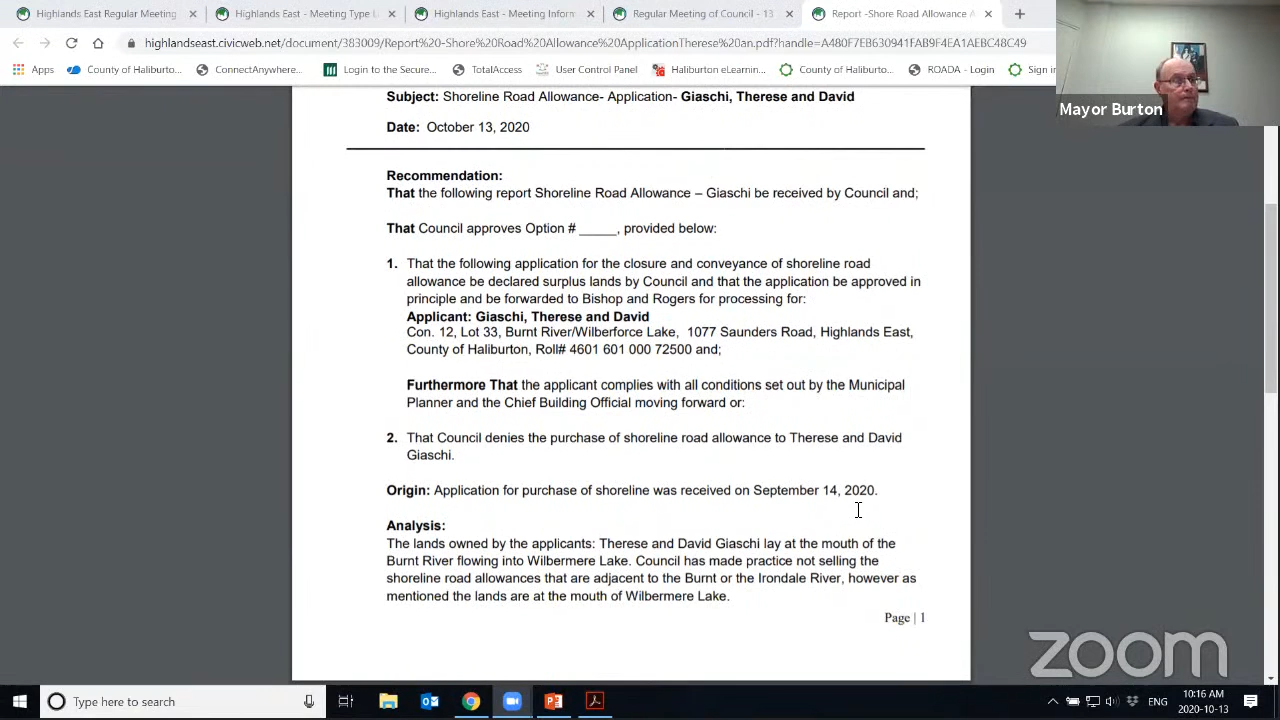 Highlands East Regular Meeting
Highlands East - Meeting Type
Highlands East - Meeting Inform
Regular Meeting of Council - 13
Report -Shore Road Allowance A
highlandseast.civicweb.net/document/383009/Report%20-Shore%20Road%20Allowance%20ApplicationTherese%20an.pdf?handle=A480F7EB630941FAB9F4EA1AEBC48C49
Apps
County of Haliburto...
ConnectAnywhere...
Login to the Secure...
TotalAccess
User Control Panel
Haliburton eLearnin...
County of Haliburto...
ROADA - Login
Sign in
Mayor Burton
Subject: Shoreline Road Allowance- Application- Giaschi, Therese and David
Date: October 13, 2020
Recommendation:
That the following report Shoreline Road Allowance – Giaschi be received by Council and;
That Council approves Option # _____, provided below:
1. That the following application for the closure and conveyance of shoreline road
allowance be declared surplus lands by Council and that the application be approved in
principle and be forwarded to Bishop and Rogers for processing for:
Applicant: Giaschi, Therese and David
Con. 12, Lot 33, Burnt River/Wilberforce Lake, 1077 Saunders Road, Highlands East,
County of Haliburton, Roll# 4601 601 000 72500 and;
Furthermore That the applicant complies with all conditions set out by the Municipal
Planner and the Chief Building Official moving forward or:
2. That Council denies the purchase of shoreline road allowance to Therese and David
Giaschi.
Origin: Application for purchase of shoreline was received on September 14, 2020.
Analysis:
The lands owned by the applicants: Therese and David Giaschi lay at the mouth of the
Burnt River flowing into Wilbermere Lake. Council has made practice not selling the
shoreline road allowances that are adjacent to the Burnt or the Irondale River, however as
mentioned the lands are at the mouth of Wilbermere Lake.
Page | 1
zoom
Type here to search
ENG
10:16 AM
2020-10-13